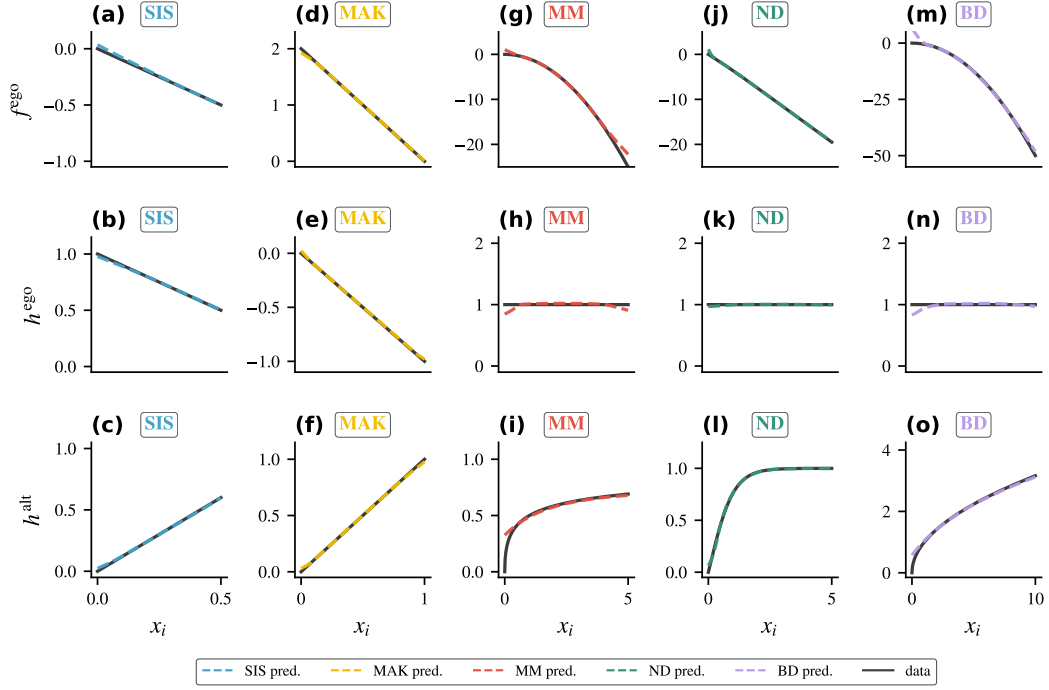 (a) SIS (d) MAK (g) MM (j) ND (m) BD
f^ego
0.0 −0.5 −1.0
2 1 0
0 −10 −20
0 −10 −20
0 −25 −50
(b) SIS (e) MAK (h) MM (k) ND (n) BD
h^ego
1.0 0.5 0.0
0.0 −0.5 −1.0
2 1 0
2 1 0
2 1 0
(c) SIS (f) MAK (i) MM (l) ND (o) BD
h^alt
1.0 0.5 0.0
1.0 0.5 0.0
1.0 0.5 0.0
1.0 0.5 0.0
4 2 0
0.0 0.5 0 1 0 5 0 5 0 10
x_i x_i x_i x_i x_i
SIS pred. MAK pred. MM pred. ND pred. BD pred. data